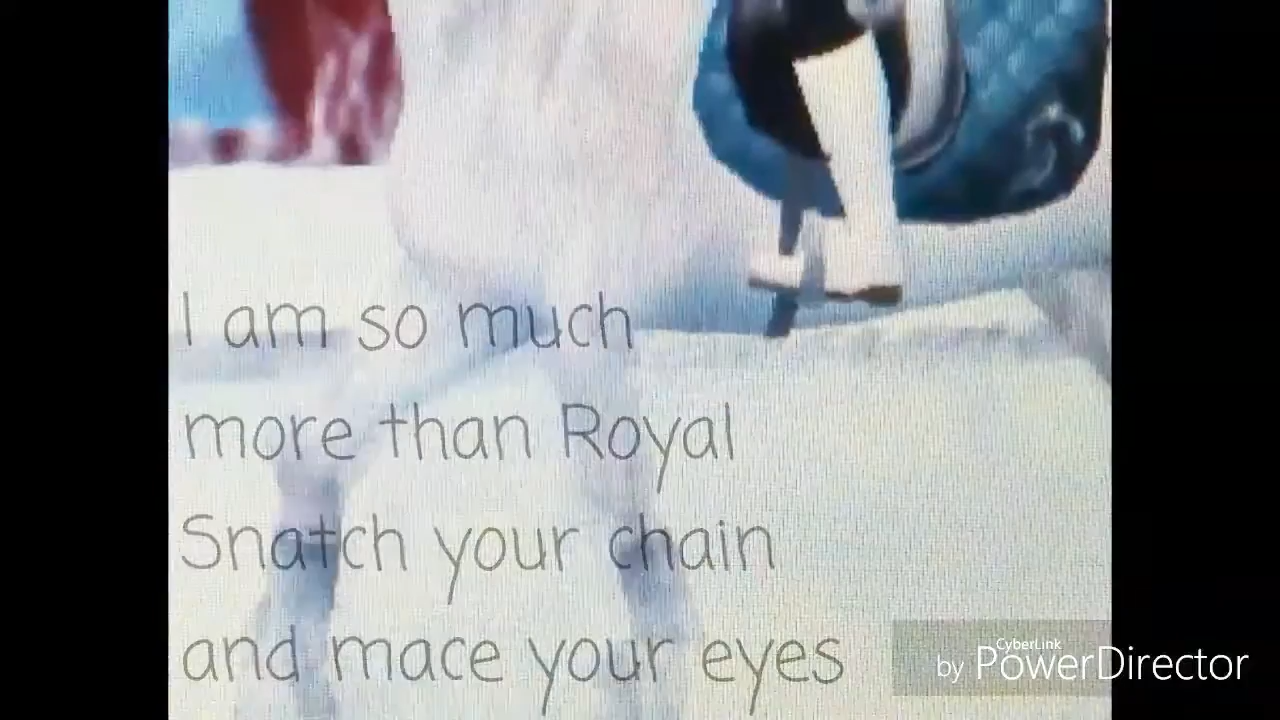 I am so much
more than Royal
Snatch your chain
and mace your eyes
CyberLink
by PowerDirector